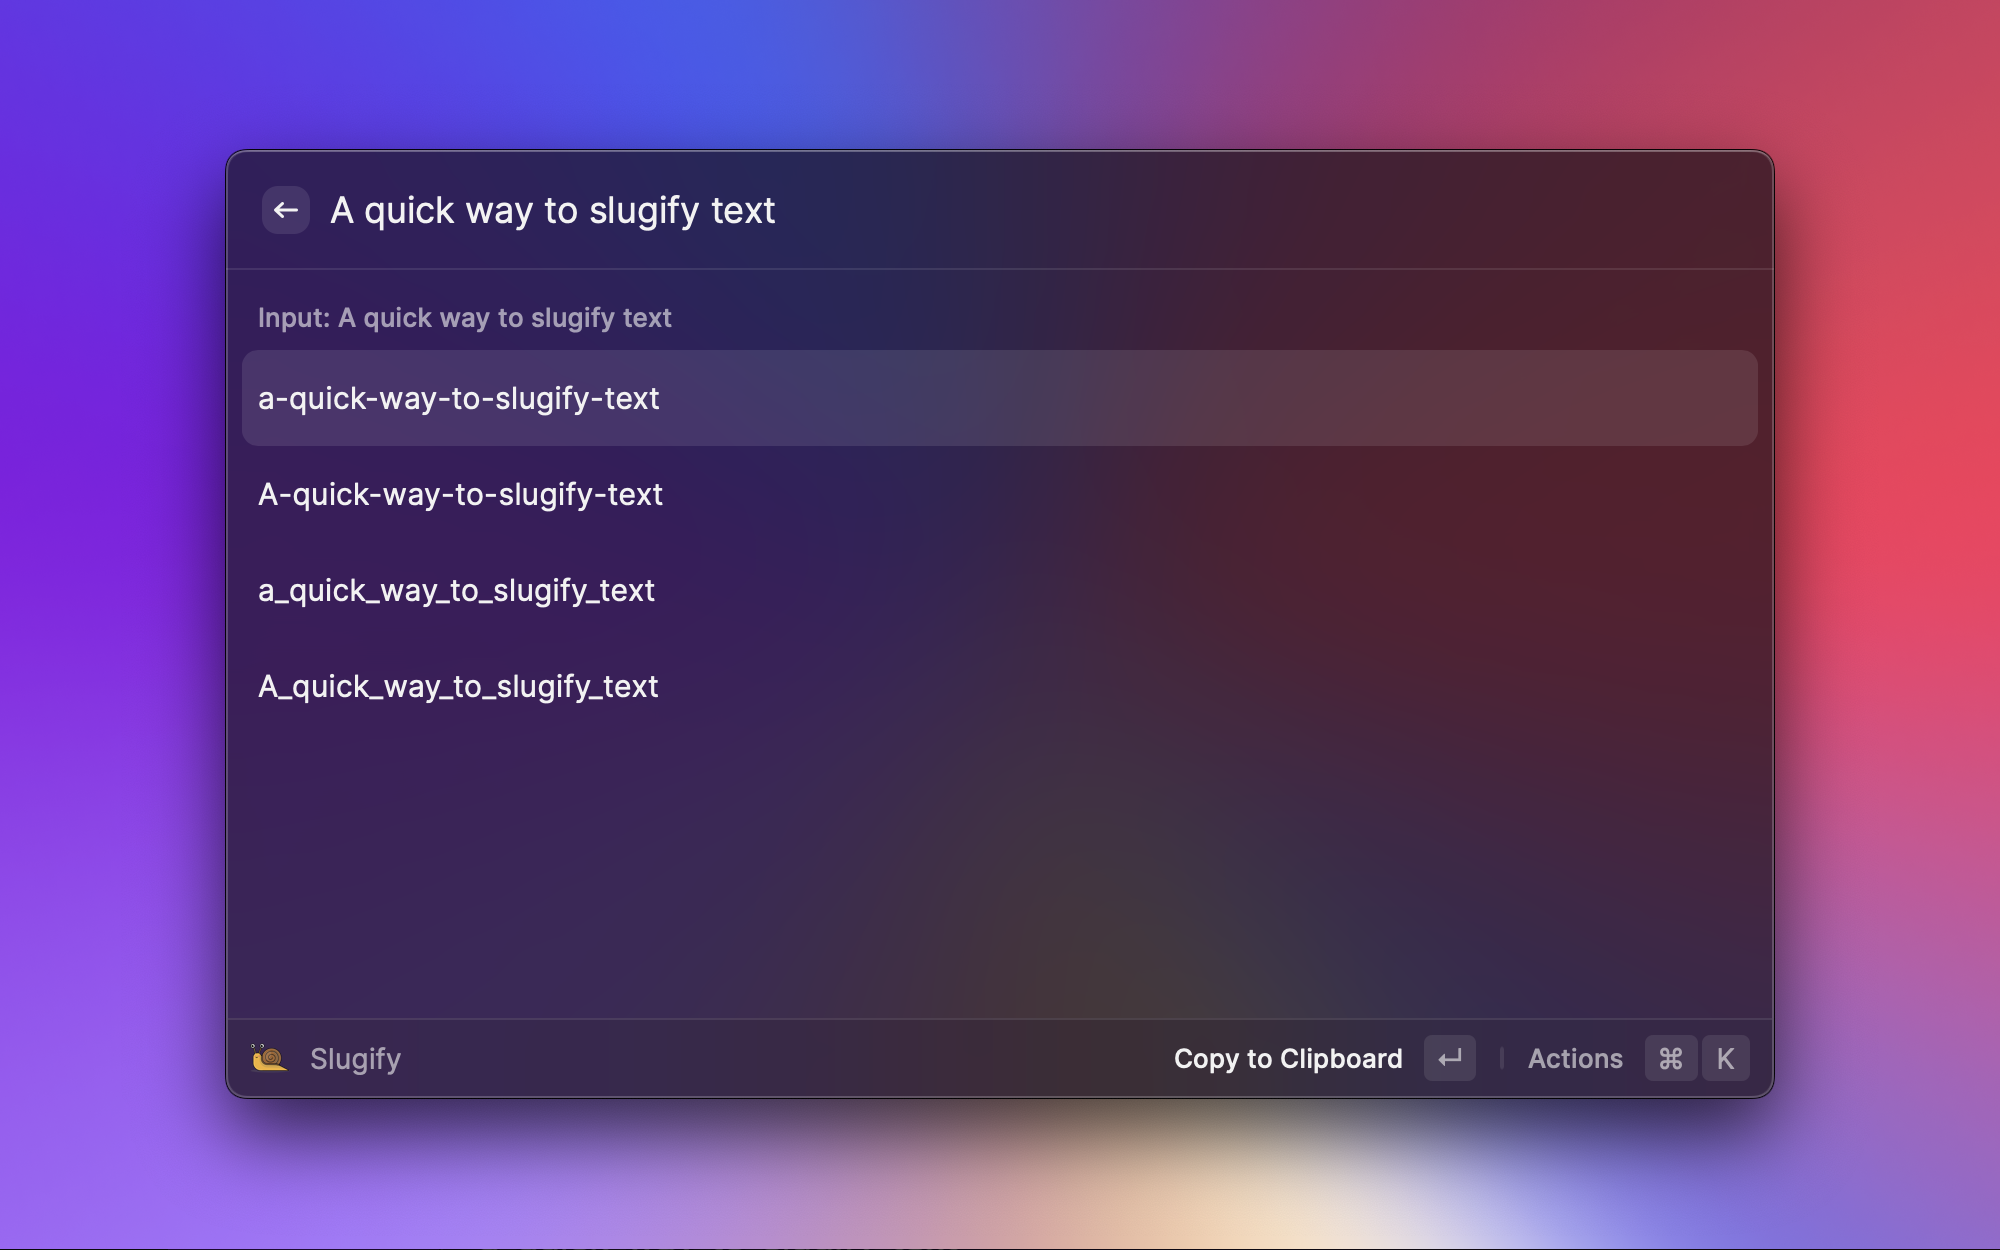 A quick way to slugify text
Input: A quick way to slugify text
a-quick-way-to-slugify-text
A-quick-way-to-slugify-text
a_quick_way_to_slugify_text
A_quick_way_to_slugify_text
Slugify Copy to Clipboard ↵ Actions ⌘ K